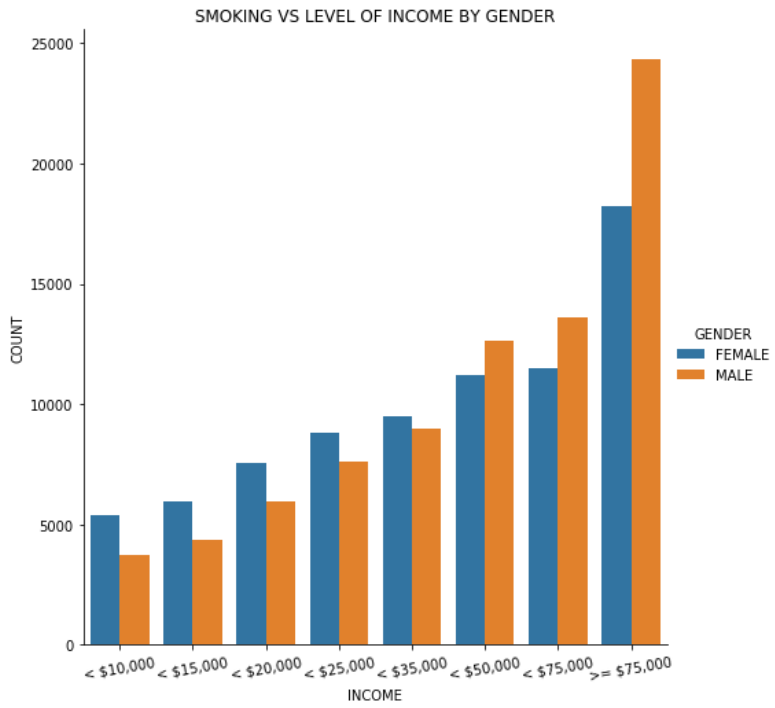 SMOKING VS LEVEL OF INCOME BY GENDER
25000
20000
15000
10000
5000
0
COUNT
< $10,000
< $15,000
< $20,000
< $25,000
< $35,000
< $50,000
< $75,000
>= $75,000
INCOME
GENDER
FEMALE
MALE